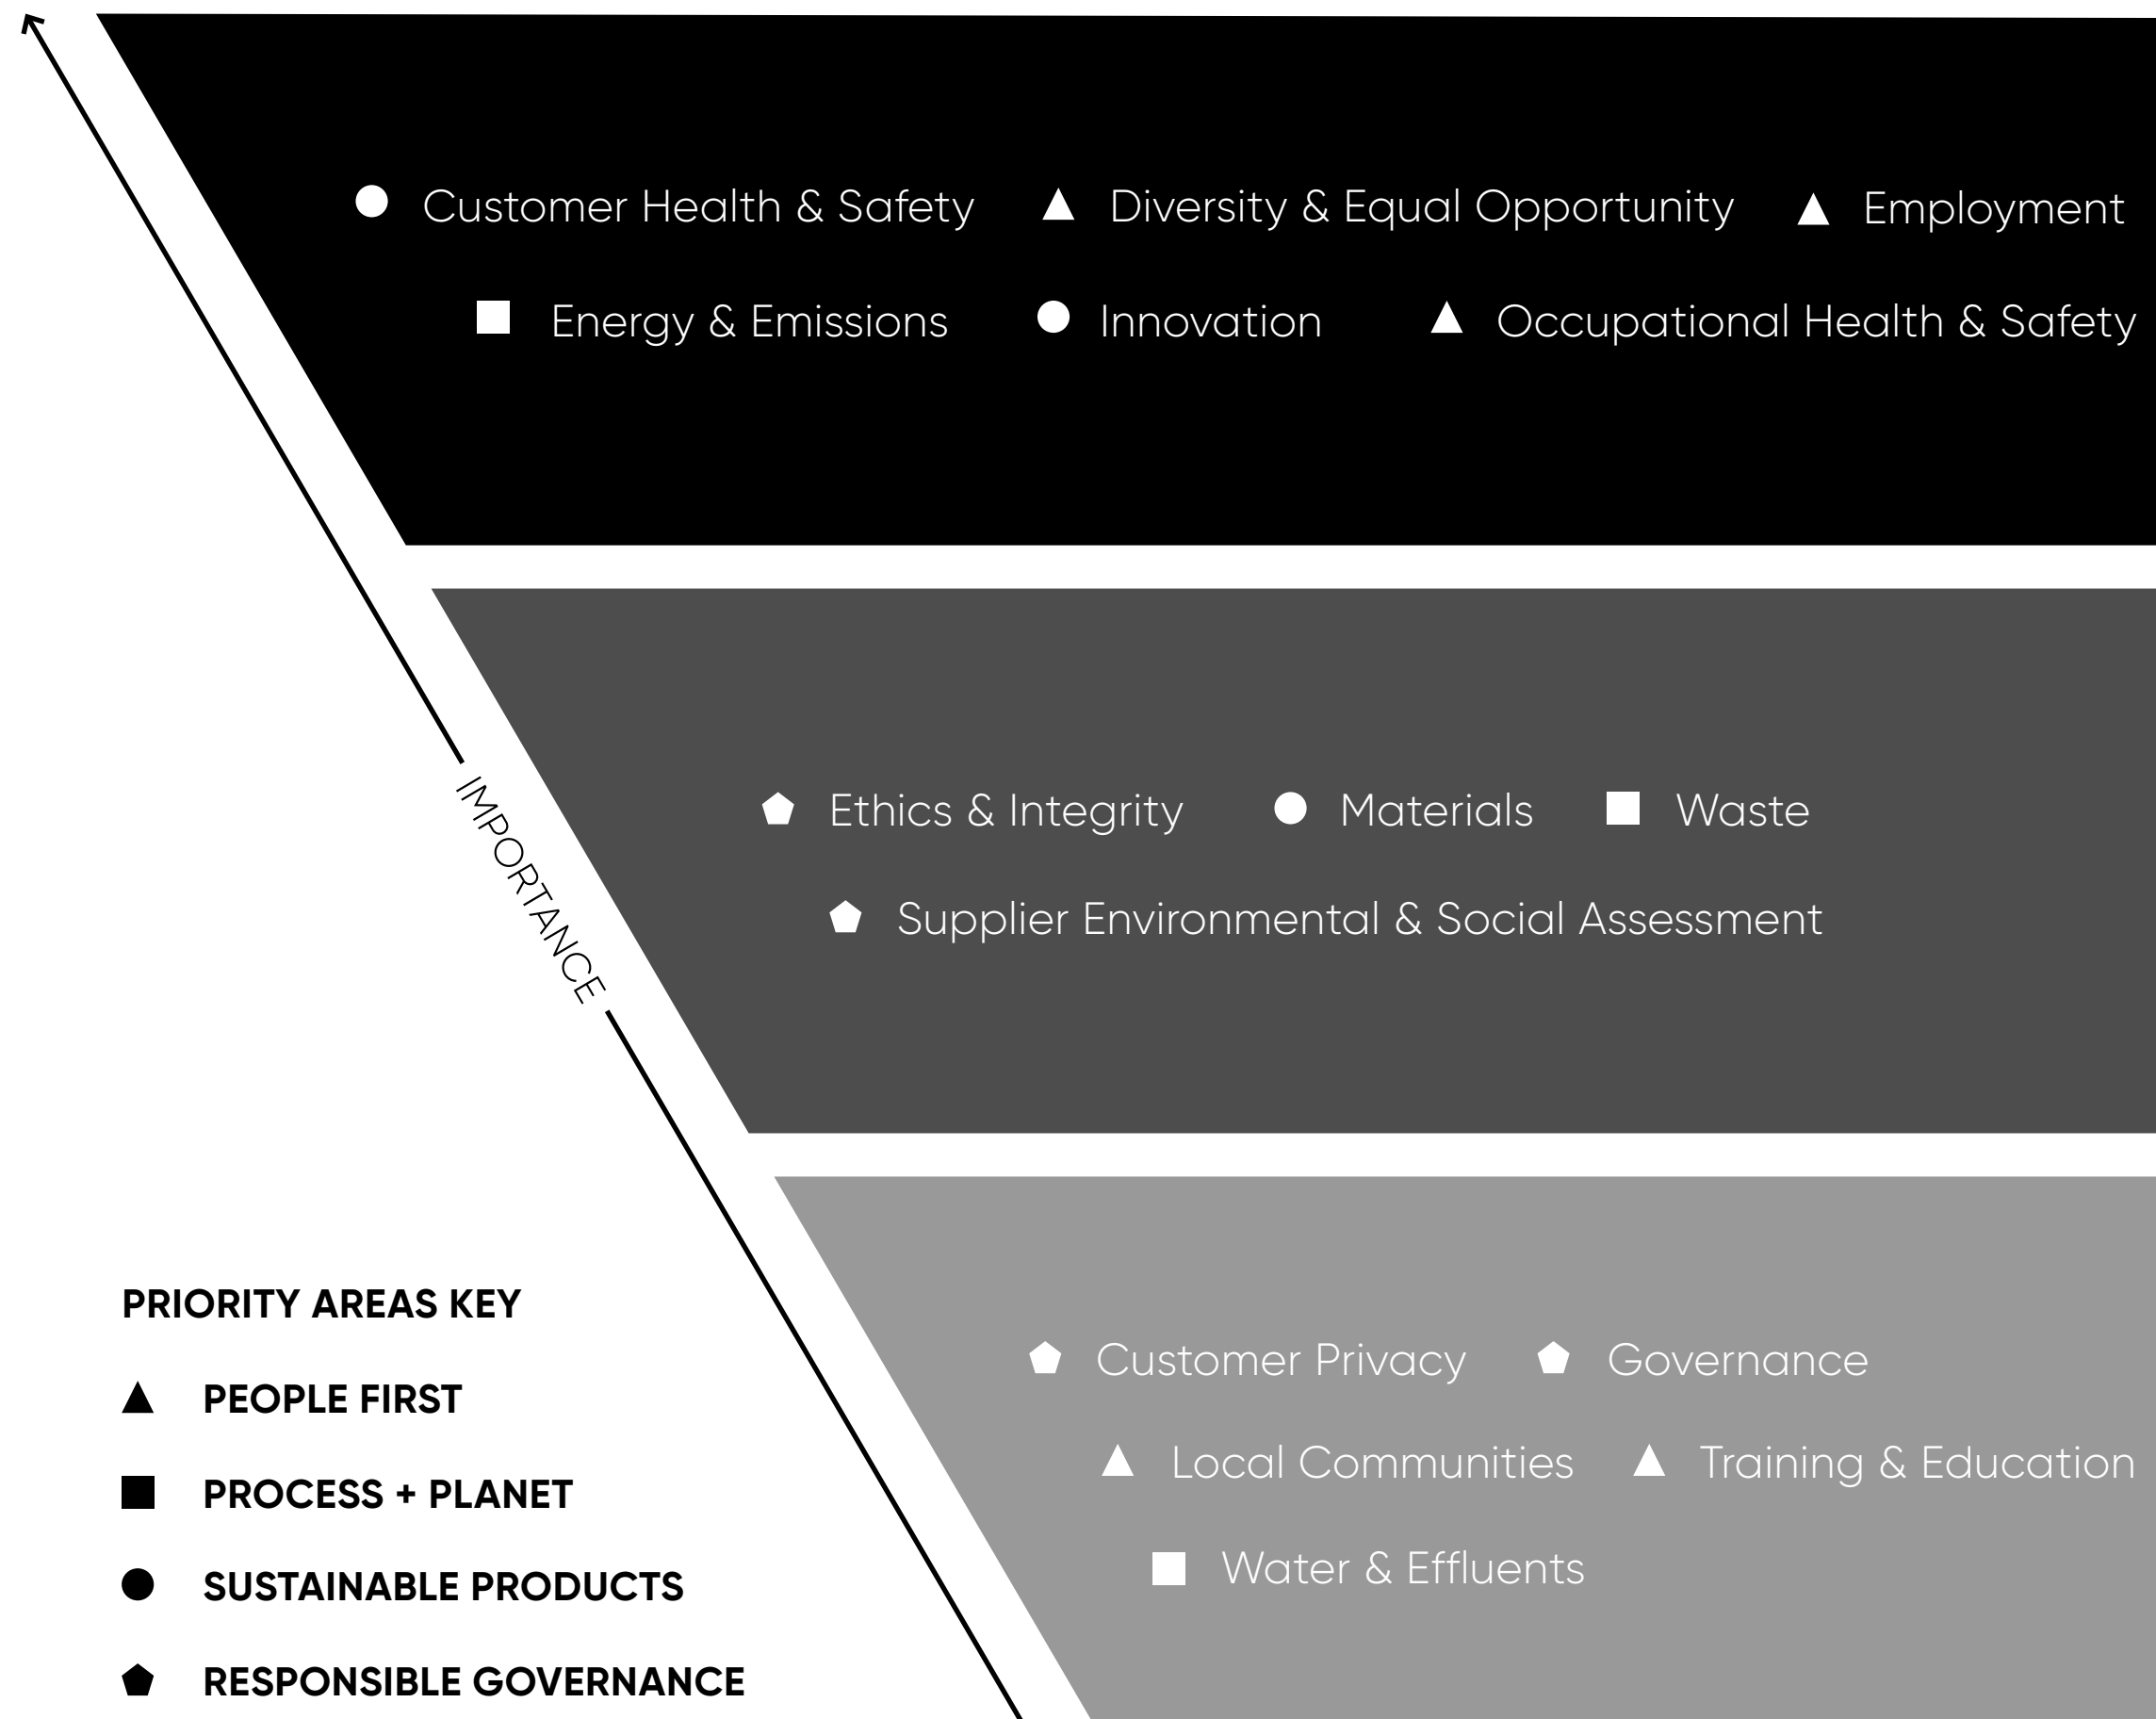 Customer Health & Safety Diversity & Equal Opportunity Employment
Energy & Emissions Innovation Occupational Health & Safety
IMPORTANCE
Ethics & Integrity Materials Waste
Supplier Environmental & Social Assessment
Customer Privacy Governance
Local Communities Training & Education
Water & Effluents
PRIORITY AREAS KEY
PEOPLE FIRST
PROCESS + PLANET
SUSTAINABLE PRODUCTS
RESPONSIBLE GOVERNANCE